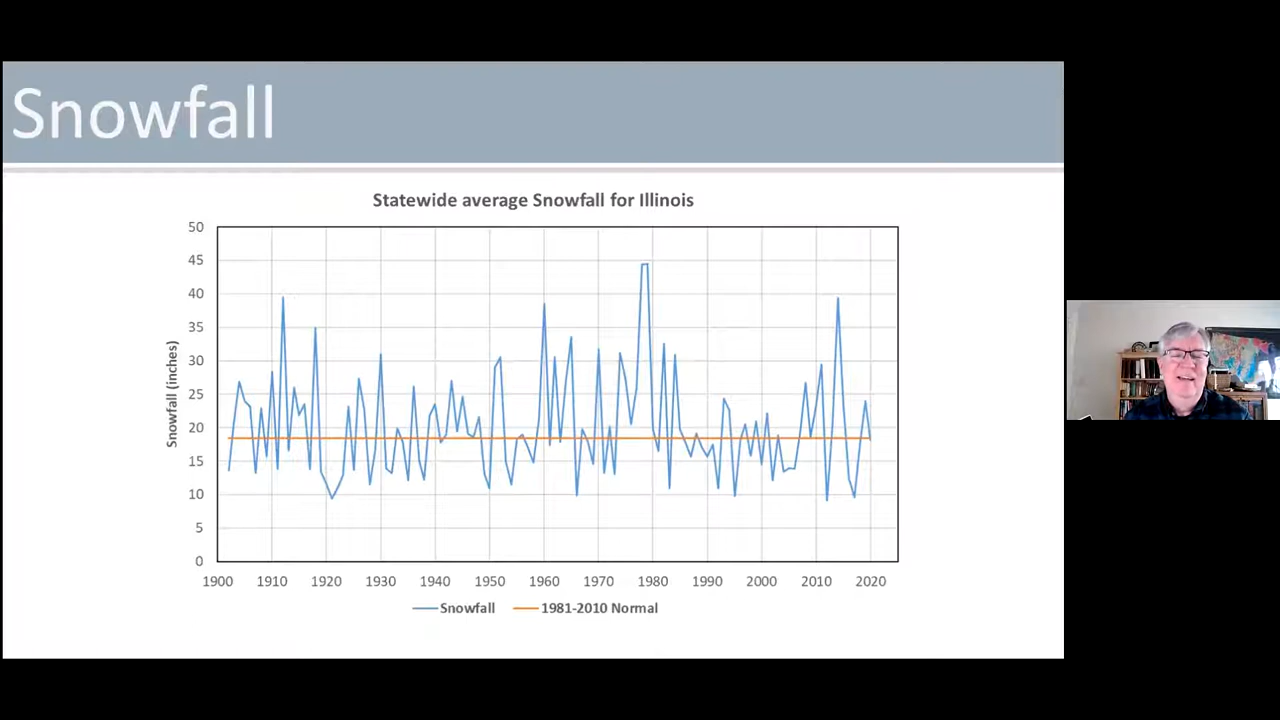 Snowfall
Statewide average Snowfall for Illinois
Snowfall (inches)
50
45
40
35
30
25
20
15
10
5
0
1900 1910 1920 1930 1940 1950 1960 1970 1980 1990 2000 2010 2020
Snowfall 1981-2010 Normal